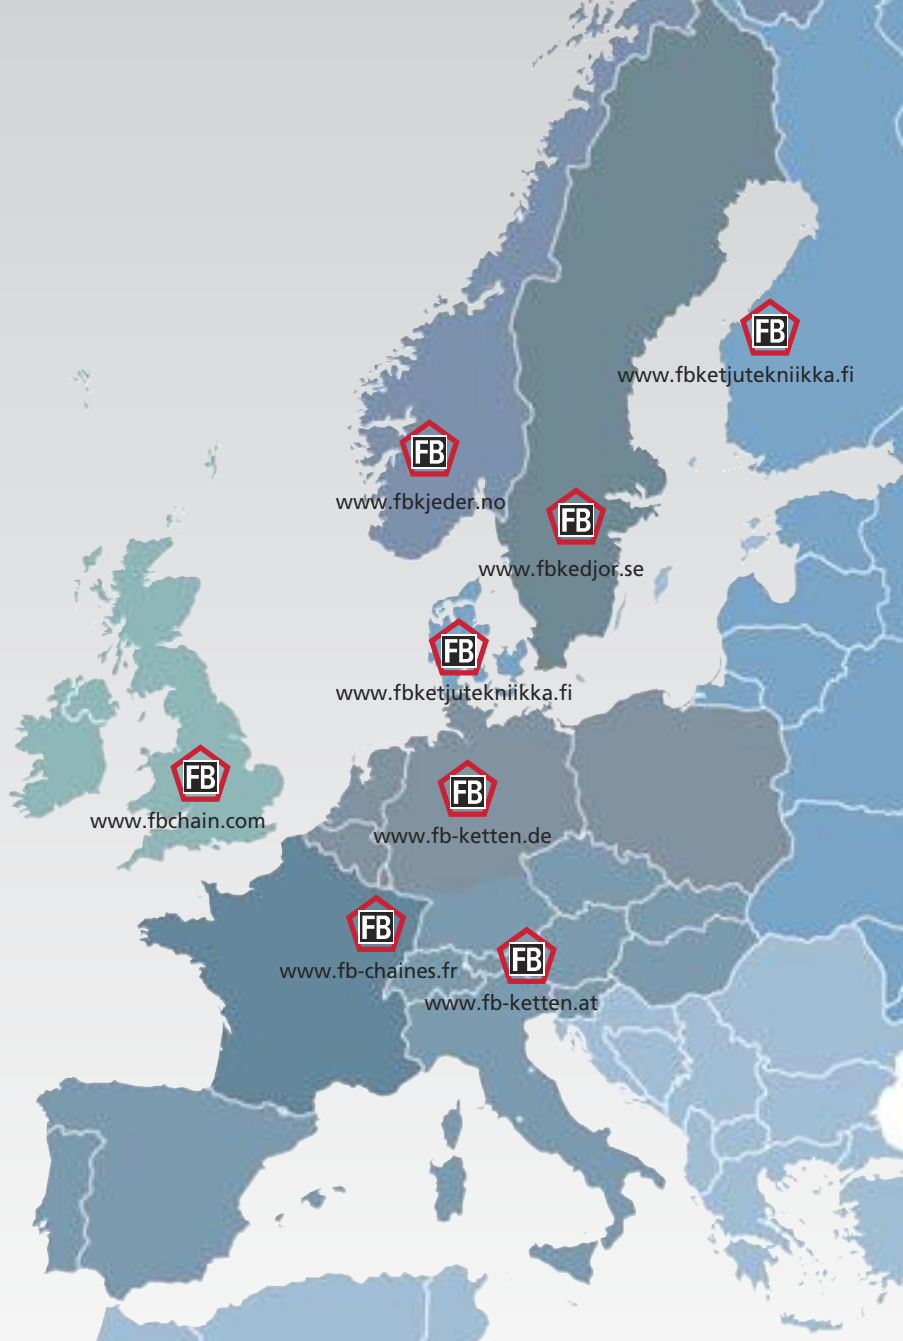 FB
www.fbketjutekniikka.fi
FB
www.fbkjeder.no
FB
www.fbkedjor.se
FB
www.fbketjutekniikka.fi
FB
www.fbchain.com
FB
www.fb-ketten.de
FB
www.fb-chaines.fr
FB
www.fb-ketten.at